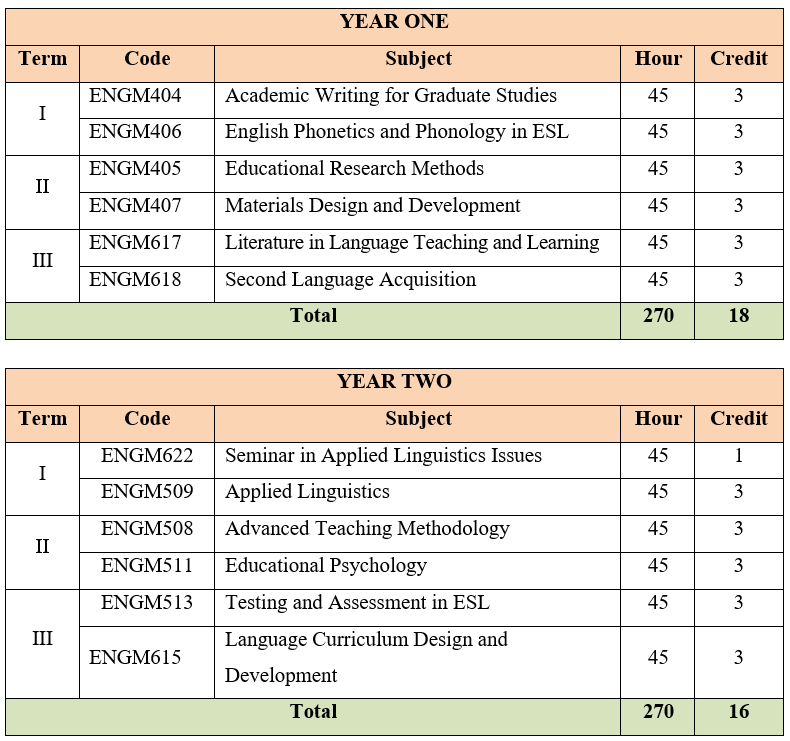 YEAR ONE
Term Code Subject Hour Credit
I ENGM404 Academic Writing for Graduate Studies 45 3
ENGM406 English Phonetics and Phonology in ESL 45 3
II ENGM405 Educational Research Methods 45 3
ENGM407 Materials Design and Development 45 3
III ENGM617 Literature in Language Teaching and Learning 45 3
ENGM618 Second Language Acquisition 45 3
Total 270 18
YEAR TWO
Term Code Subject Hour Credit
I ENGM622 Seminar in Applied Linguistics Issues 45 1
ENGM509 Applied Linguistics 45 3
II ENGM508 Advanced Teaching Methodology 45 3
ENGM511 Educational Psychology 45 3
III ENGM513 Testing and Assessment in ESL 45 3
ENGM615 Language Curriculum Design and
Development 45 3
Total 270 16